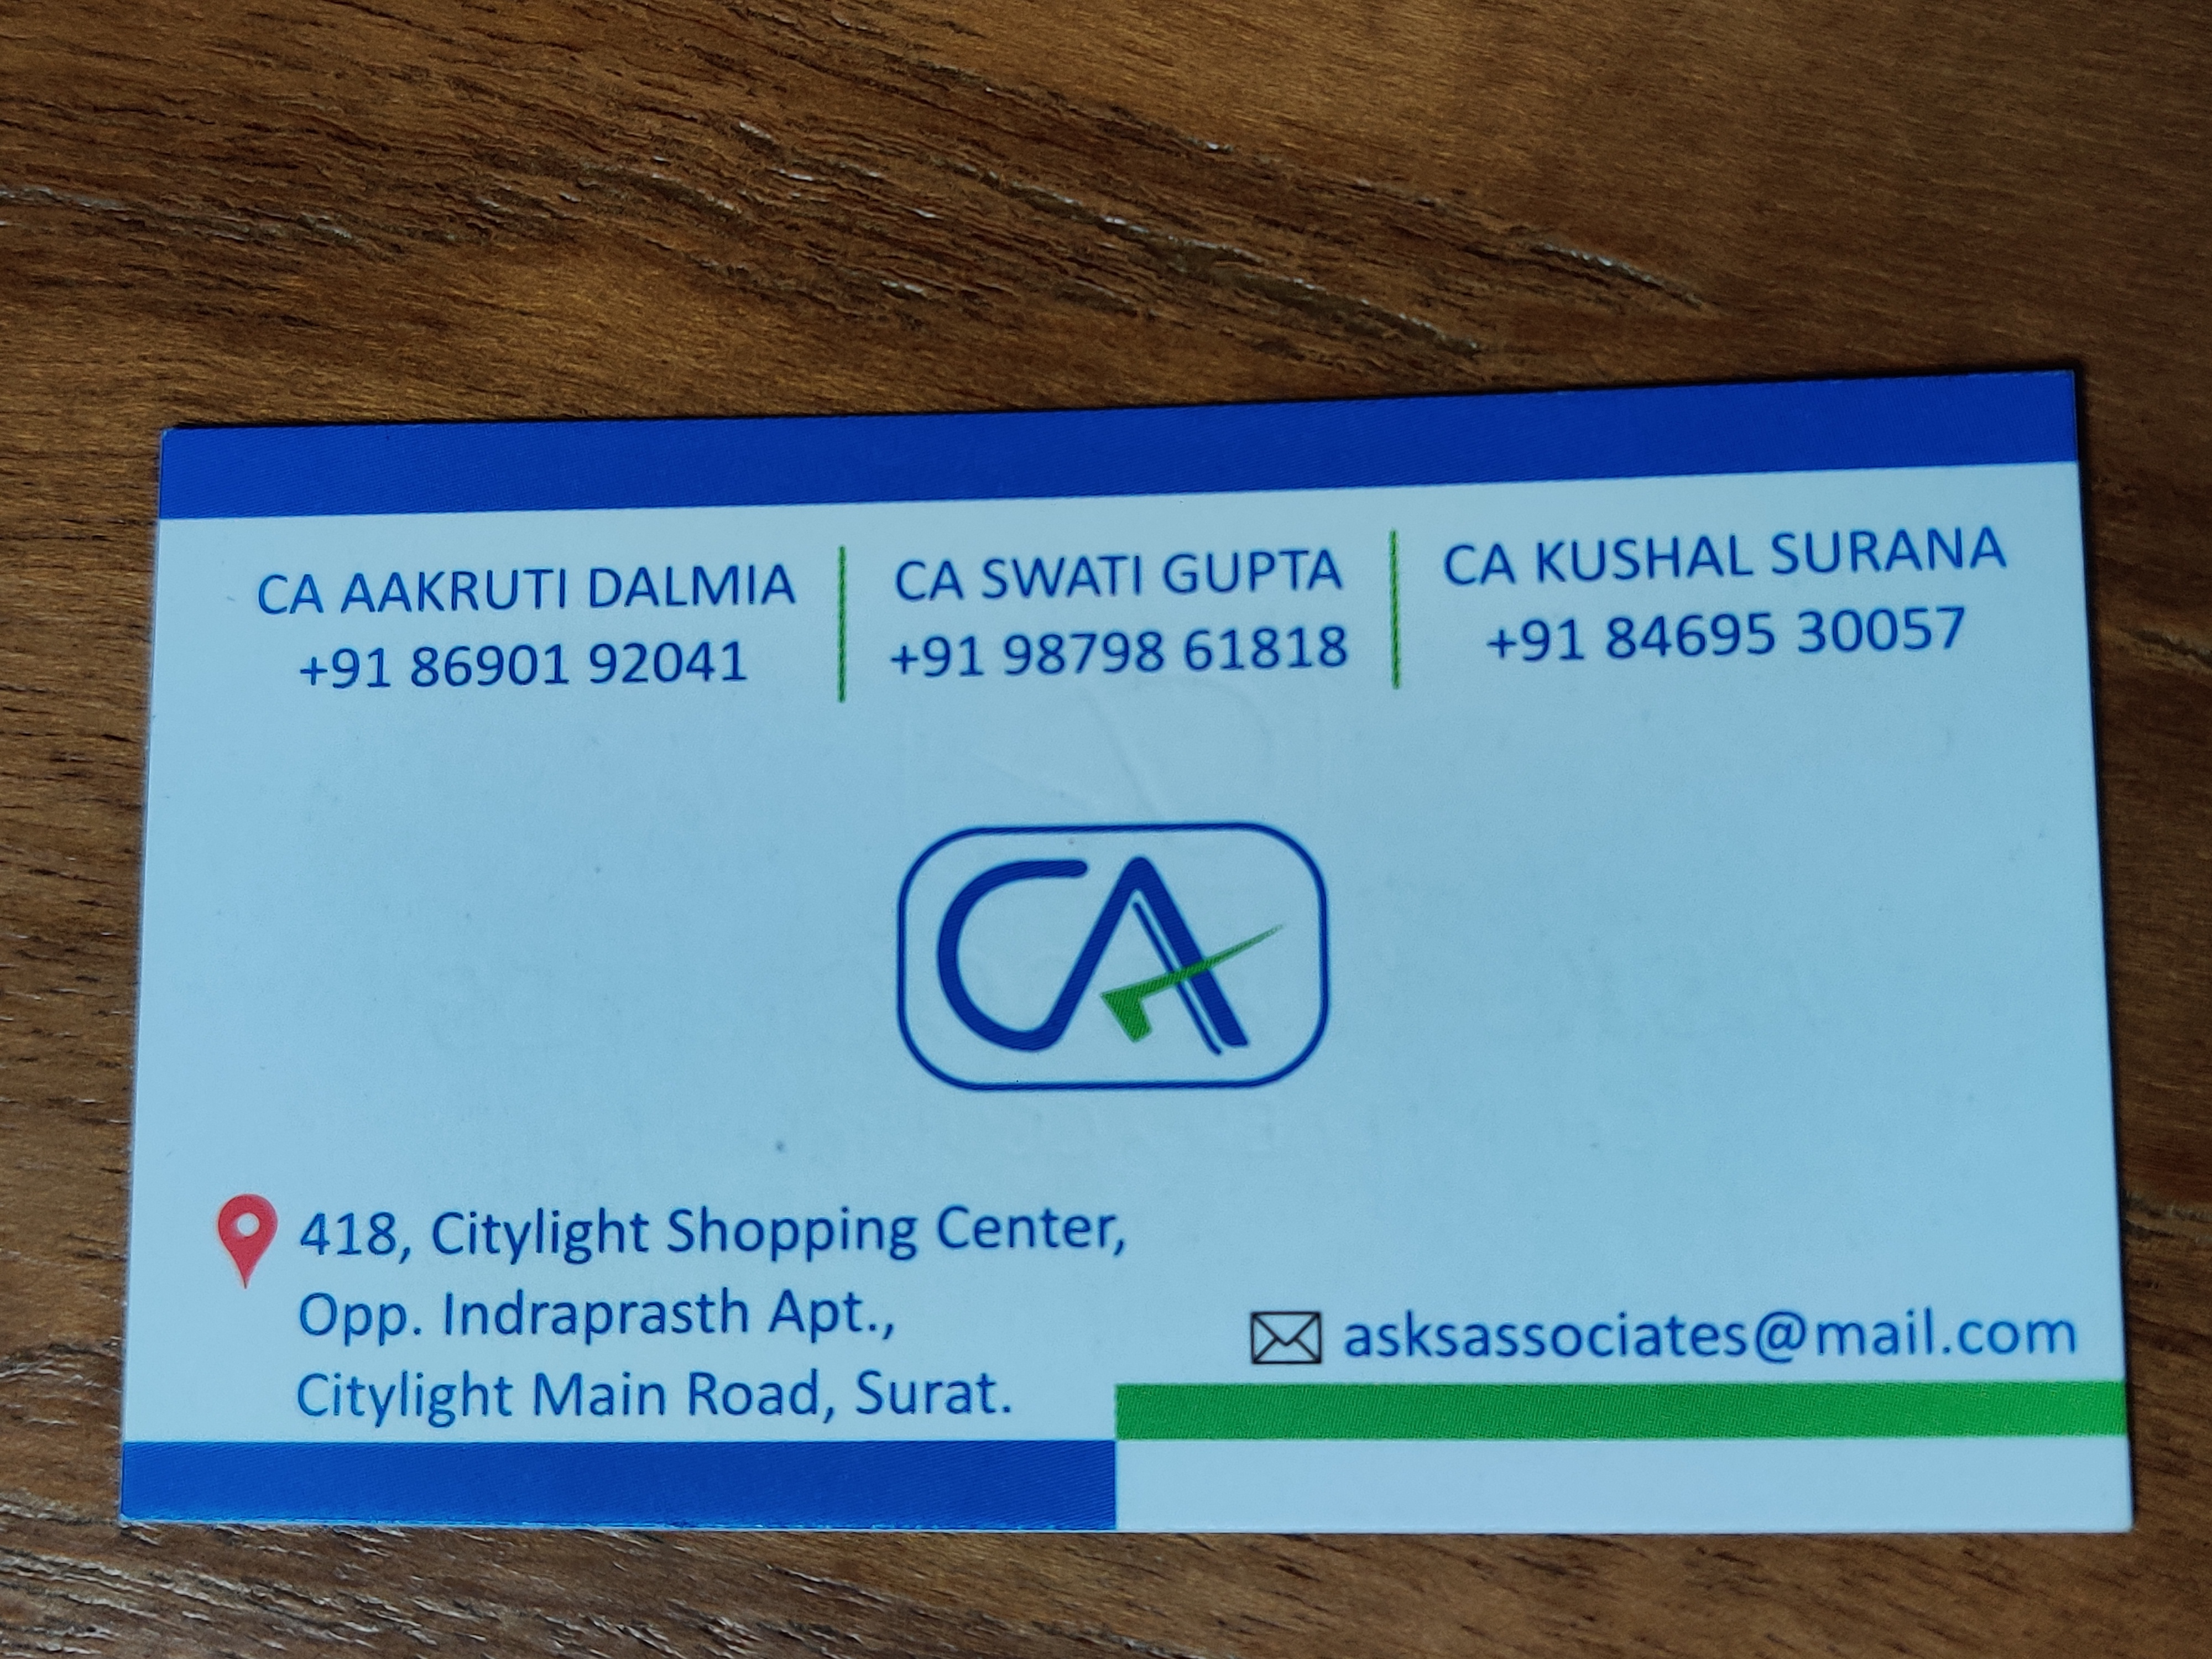 CA AAKRUTI DALMIA
+91 86901 92041
CA SWATI GUPTA
+91 98798 61818
CA KUSHAL SURANA
+91 84695 30057
CA
418, Citylight Shopping Center,
Opp. Indraprasth Apt.,
Citylight Main Road, Surat.
asksassociates@mail.com